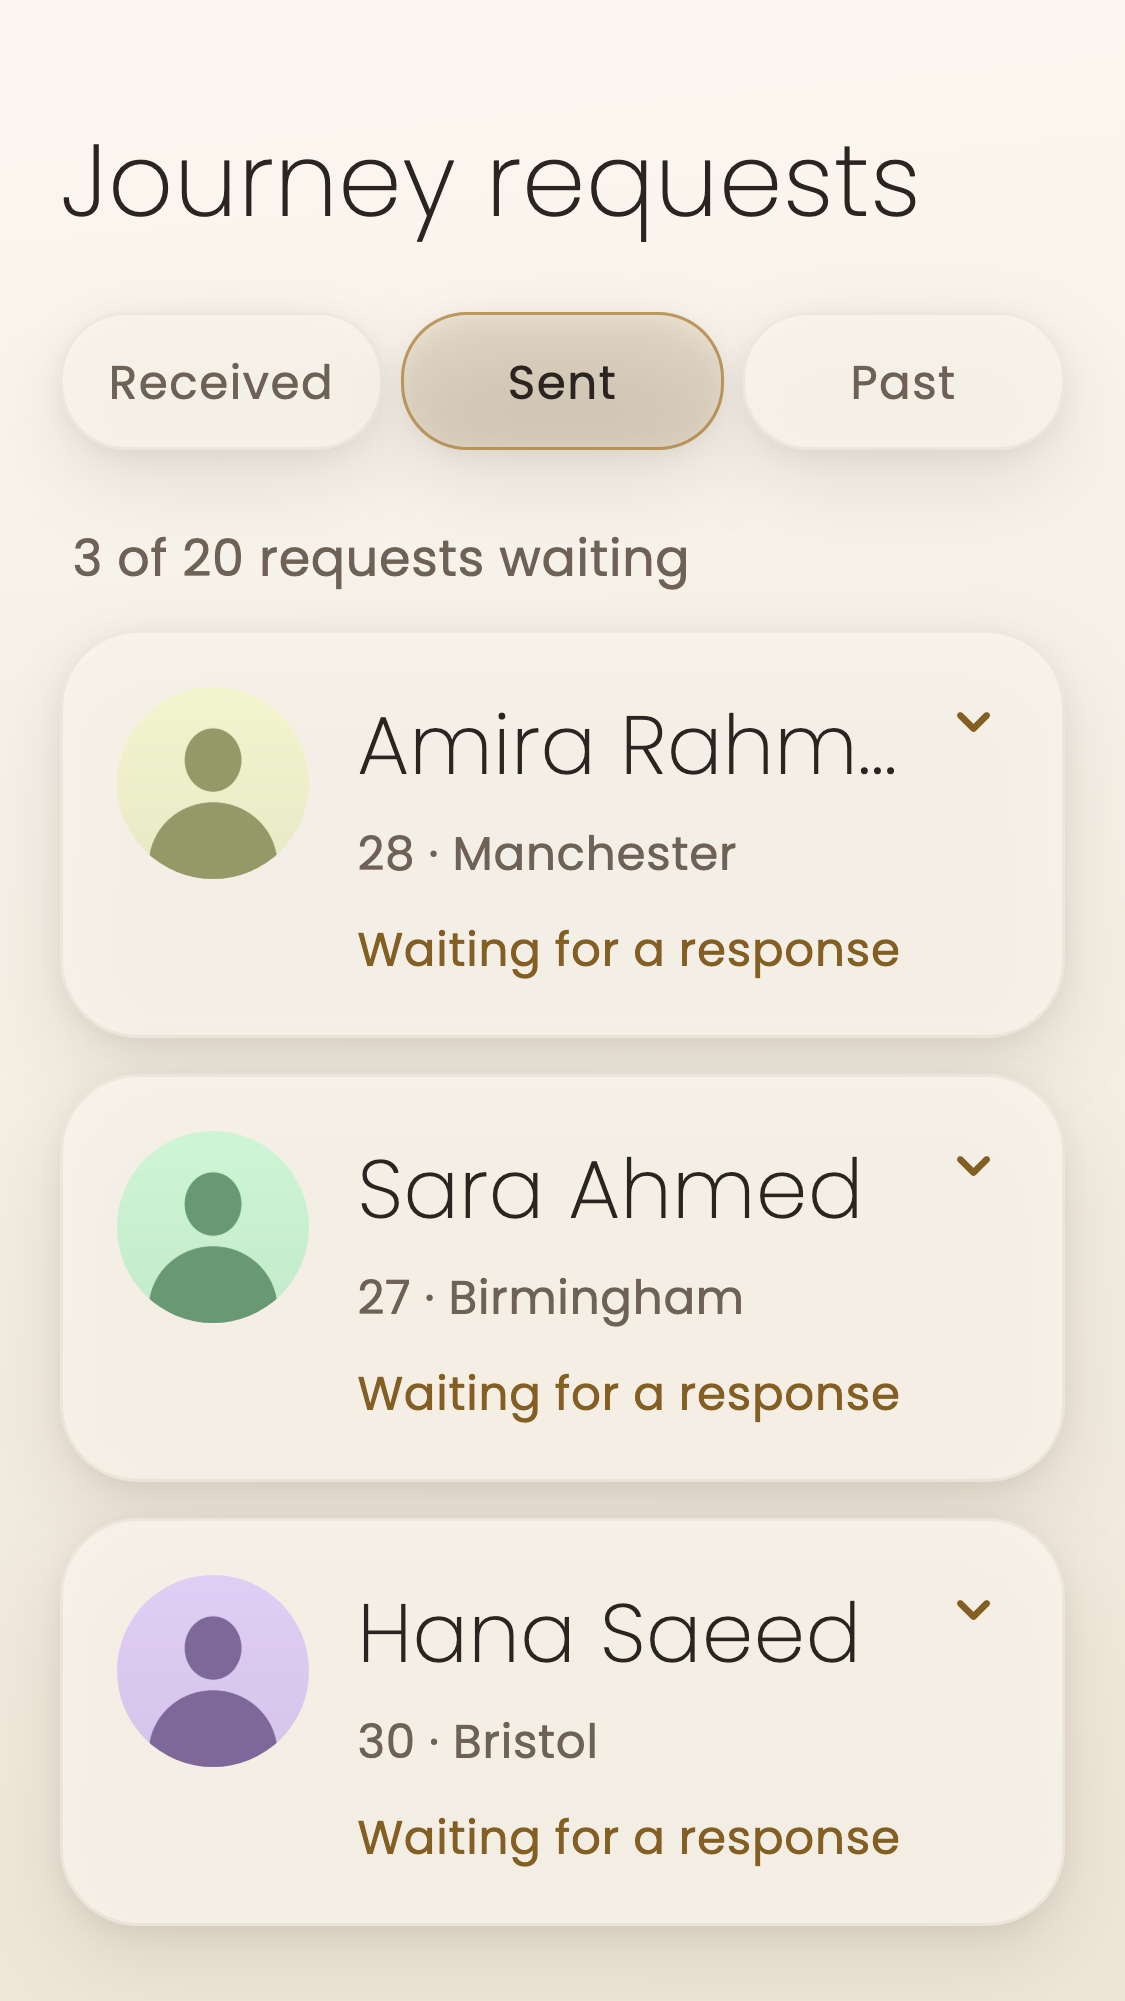 Journey requests
Received
Sent
Past
3 of 20 requests waiting
Amira Rahm...
28 · Manchester
Waiting for a response
Sara Ahmed
27 · Birmingham
Waiting for a response
Hana Saeed
30 · Bristol
Waiting for a response